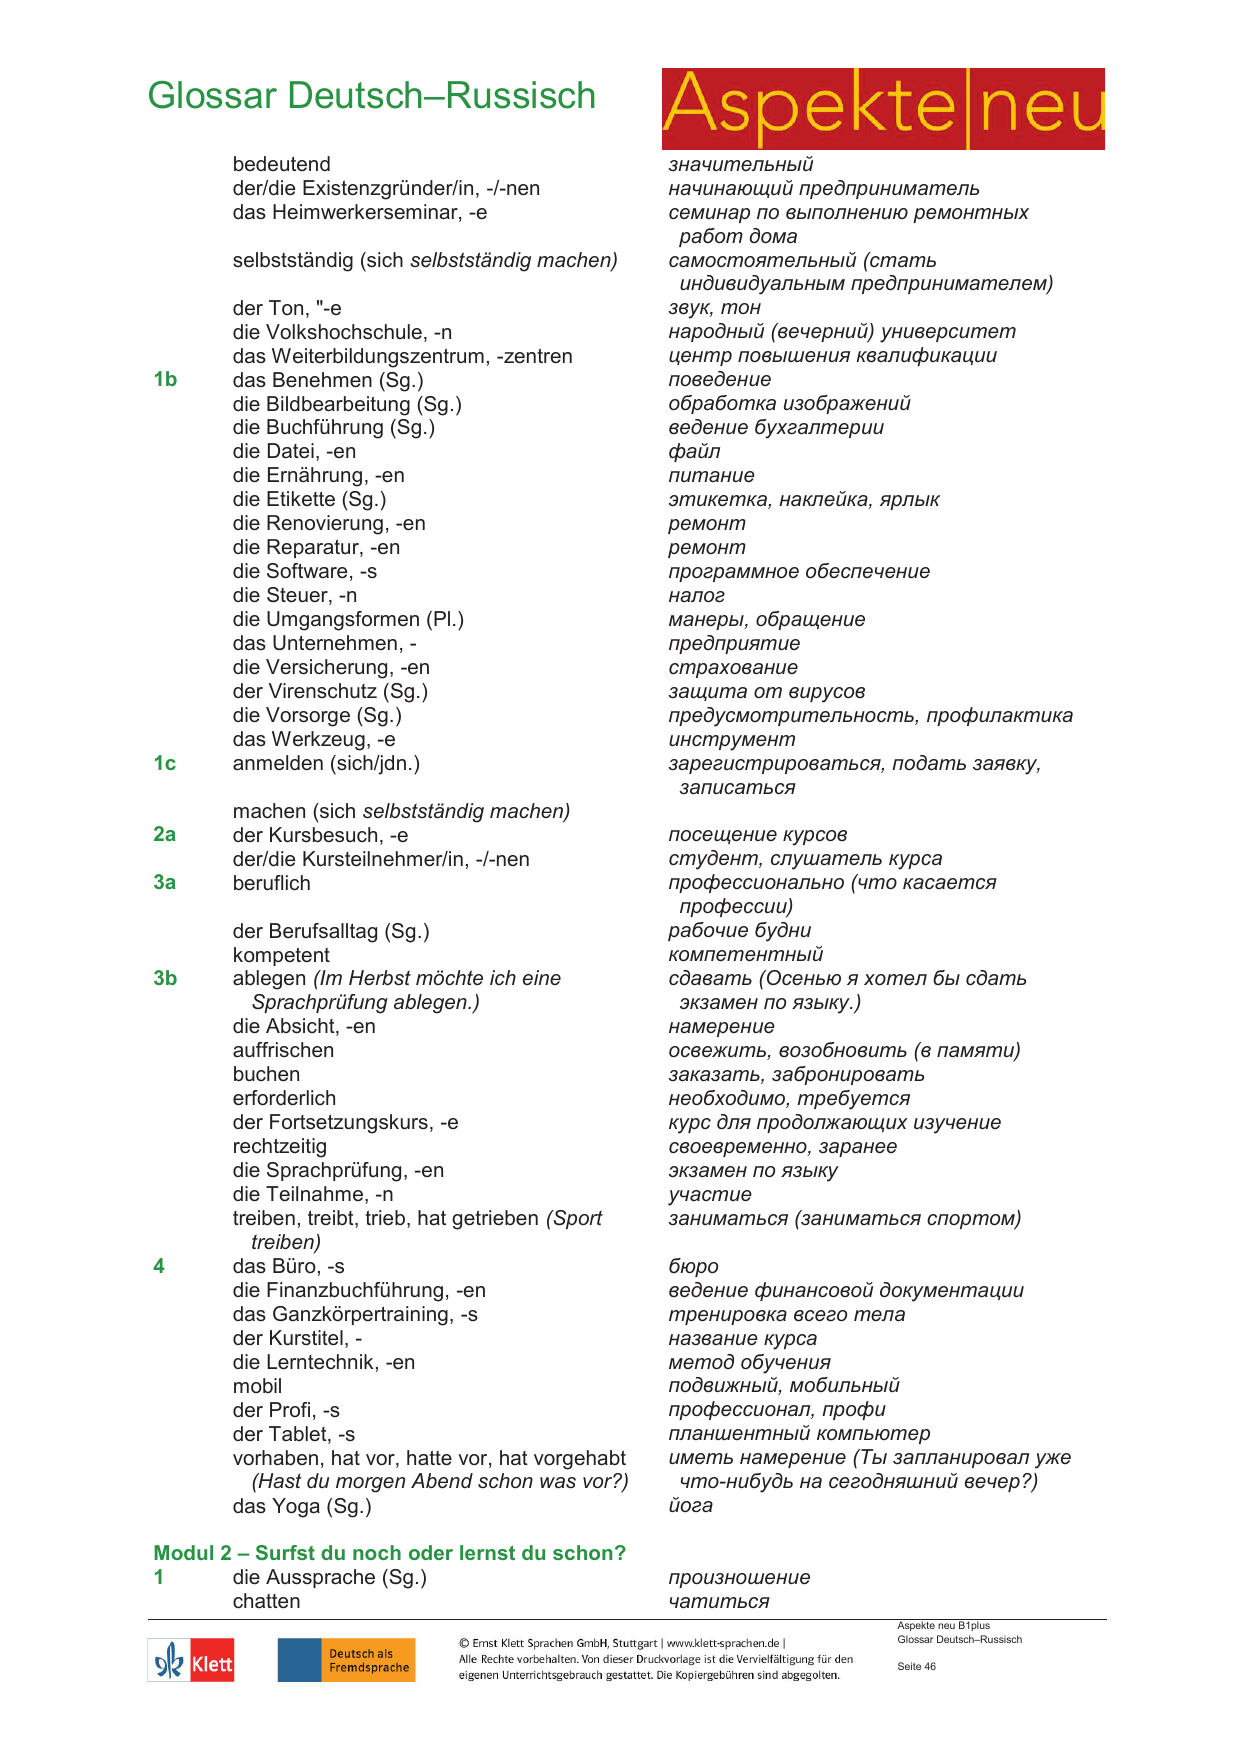 Glossar Deutsch–Russisch
Aspekte|neu
bedeutend значительный
der/die Existenzgründer/in, -/-nen начинающий предприниматель
das Heimwerkerseminar, -e семинар по выполнению ремонтных
работ дома
selbstständig (sich selbstständig machen) самостоятельный (стать
индивидуальным предпринимателем)
der Ton, "-e звук, тон
die Volkshochschule, -n народный (вечерний) университет
das Weiterbildungszentrum, -zentren центр повышения квалификации
1b das Benehmen (Sg.) поведение
die Bildbearbeitung (Sg.) обработка изображений
die Buchführung (Sg.) ведение бухгалтерии
die Datei, -en файл
die Ernährung, -en питание
die Etikette (Sg.) этикетка, наклейка, ярлык
die Renovierung, -en ремонт
die Reparatur, -en ремонт
die Software, -s программное обеспечение
die Steuer, -n налог
die Umgangsformen (Pl.) манеры, обращение
das Unternehmen, - предприятие
die Versicherung, -en страхование
der Virenschutz (Sg.) защита от вирусов
die Vorsorge (Sg.) предусмотрительность, профилактика
das Werkzeug, -e инструмент
1c anmelden (sich/jdn.) зарегистрироваться, подать заявку,
записаться
machen (sich selbstständig machen)
2a der Kursbesuch, -e посещение курсов
der/die Kursteilnehmer/in, -/-nen студент, слушатель курса
3a beruflich профессионально (что касается
профессии)
der Berufsalltag (Sg.) рабочие будни
kompetent компетентный
3b ablegen (Im Herbst möchte ich eine сдавать (Осенью я хотел бы сдать
Sprachprüfung ablegen.) экзамен по языку.)
die Absicht, -en намерение
auffrischen освежить, возобновить (в памяти)
buchen заказать, забронировать
erforderlich необходимо, требуется
der Fortsetzungskurs, -e курс для продолжающих изучение
rechtzeitig своевременно, заранее
die Sprachprüfung, -en экзамен по языку
die Teilnahme, -n участие
treiben, treibt, trieb, hat getrieben (Sport заниматься (заниматься спортом)
treiben)
4 das Büro, -s бюро
die Finanzbuchführung, -en ведение финансовой документации
das Ganzkörpertraining, -s тренировка всего тела
der Kurstitel, - название курса
die Lerntechnik, -en метод обучения
mobil подвижный, мобильный
der Profi, -s профессионал, профи
der Tablet, -s планшентный компьютер
vorhaben, hat vor, hatte vor, hat vorgehabt иметь намерение (Ты запланировал уже
(Hast du morgen Abend schon was vor?) что-нибудь на сегодняшний вечер?)
das Yoga (Sg.) йога
Modul 2 – Surfst du noch oder lernst du schon?
1 die Aussprache (Sg.) произношение
chatten чатиться
Klett
Deutsch als
Fremdsprache
© Ernst Klett Sprachen GmbH, Stuttgart | www.klett-sprachen.de |
Alle Rechte vorbehalten. Von dieser Druckvorlage ist die Vervielfältigung für den
eigenen Unterrichtsgebrauch gestattet. Die Kopiergebühren sind abgegolten.
Aspekte neu B1plus
Glossar Deutsch–Russisch
Seite 46